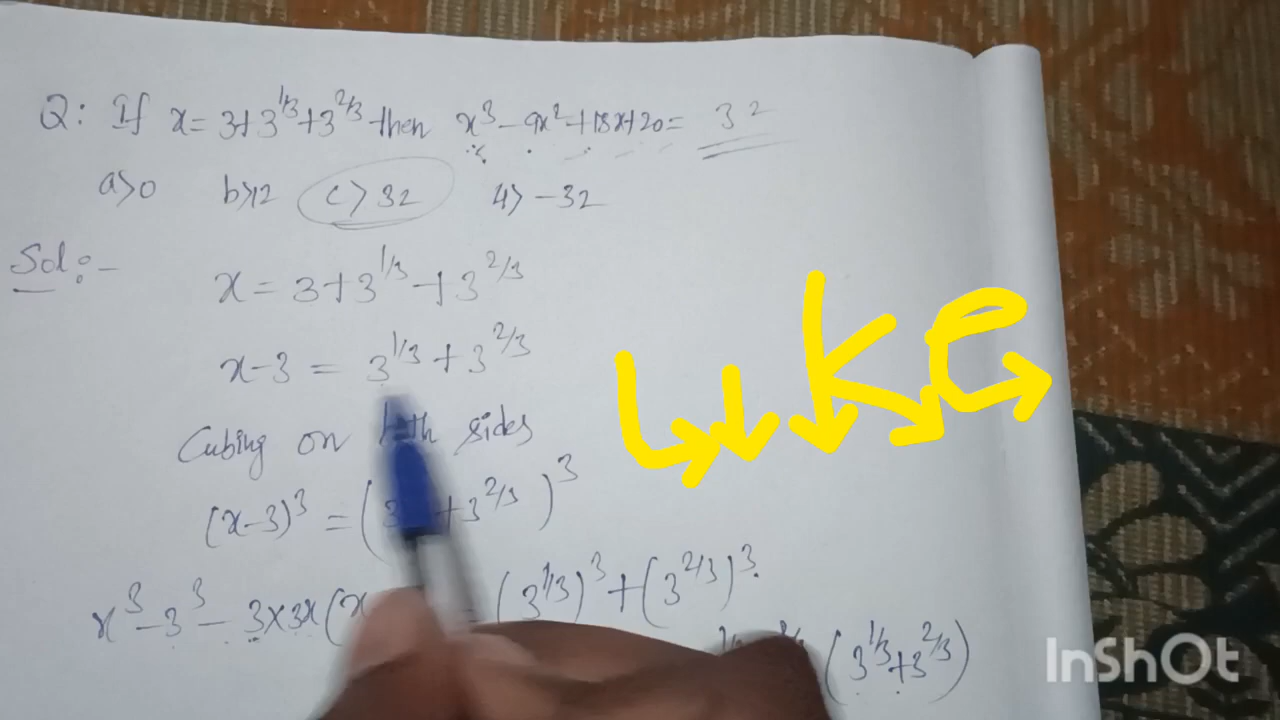 Q: If x = 3+3^{1/3}+3^{2/3} then x^3-9x^2+18x+20= 32
a>0 b>12 c> 32 4> -32
Sol:-
x = 3+3^{1/3}+3^{2/3}
x-3 = 3^{1/3}+3^{2/3}
Cubing on both sides
(x-3)^3 = (3 +3^{2/3})^3
x^3-3^3-3×3x(x = (3^{1/3})^3+(3^{2/3})^3
(3^{1/3}+3^{2/3})
InShOt